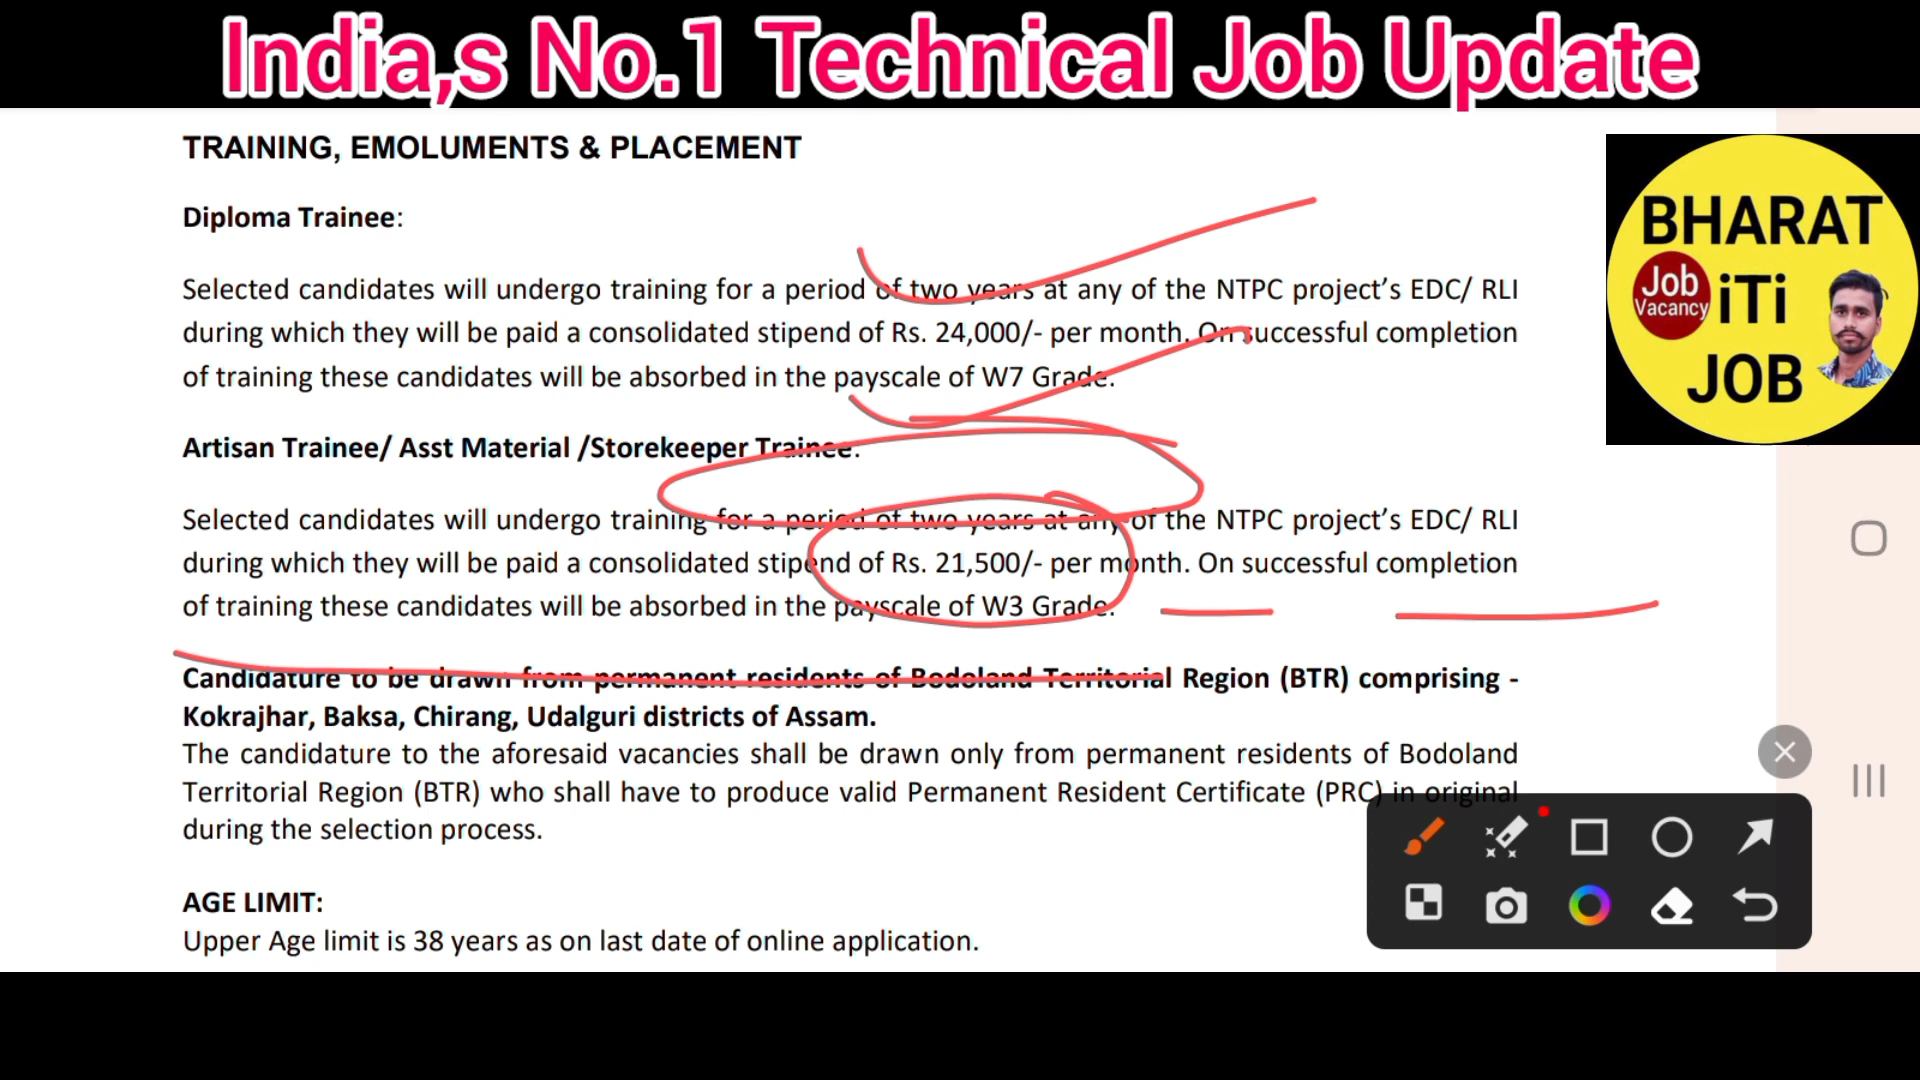 India,s No.1 Technical Job Update
TRAINING, EMOLUMENTS & PLACEMENT
Diploma Trainee:
Selected candidates will undergo training for a period of two years at any of the NTPC project’s EDC/ RLI
during which they will be paid a consolidated stipend of Rs. 24,000/- per month. On successful completion
of training these candidates will be absorbed in the payscale of W7 Grade.
Artisan Trainee/ Asst Material /Storekeeper Trainee:
Selected candidates will undergo training for a period of two years at any of the NTPC project’s EDC/ RLI
during which they will be paid a consolidated stipend of Rs. 21,500/- per month. On successful completion
of training these candidates will be absorbed in the payscale of W3 Grade.
Candidature to be drawn from permanent residents of Bodoland Territorial Region (BTR) comprising -
Kokrajhar, Baksa, Chirang, Udalguri districts of Assam.
The candidature to the aforesaid vacancies shall be drawn only from permanent residents of Bodoland
Territorial Region (BTR) who shall have to produce valid Permanent Resident Certificate (PRC) in original
during the selection process.
AGE LIMIT:
Upper Age limit is 38 years as on last date of online application.
BHARAT
Job
Vacancy
iTi
JOB